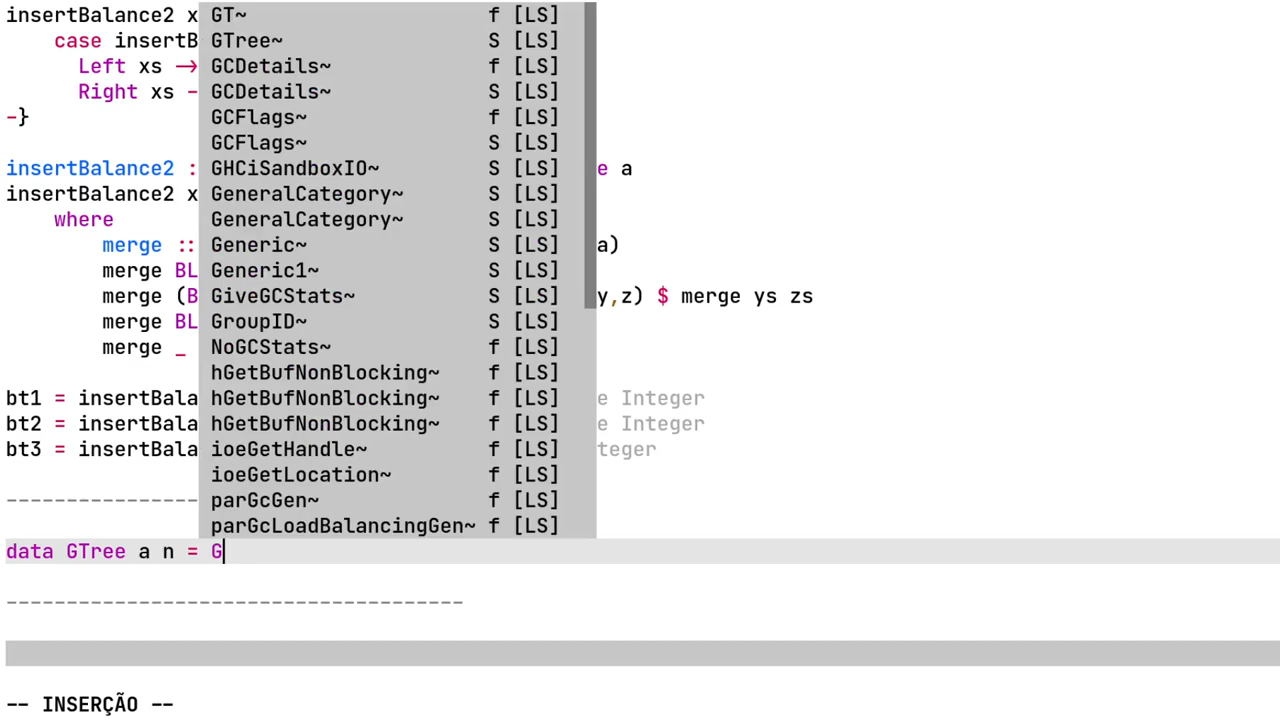 insertBalance2 x GT~ f [LS]
case insertB GTree~ S [LS]
Left xs -> GCDetails~ f [LS]
Right xs - GCDetails~ S [LS]
-} GCFlags~ f [LS]
GCFlags~ S [LS]
insertBalance2 : GHCiSandboxIO~ S [LS] e a
insertBalance2 x GeneralCategory~ S [LS]
where GeneralCategory~ S [LS]
merge :: Generic~ S [LS] a)
merge BL Generic1~ S [LS]
merge (B GiveGCStats~ S [LS] y,z) $ merge ys zs
merge BL GroupID~ S [LS]
merge _ NoGCStats~ f [LS]
hGetBufNonBlocking~ f [LS]
bt1 = insertBala hGetBufNonBlocking~ f [LS] e Integer
bt2 = insertBala hGetBufNonBlocking~ f [LS] e Integer
bt3 = insertBala ioeGetHandle~ f [LS] teger
ioeGetLocation~ f [LS]
---------------- parGcGen~ f [LS]
parGcLoadBalancingGen~ f [LS]
data GTree a n = G
--------------------------------------
-- INSERÇÃO --